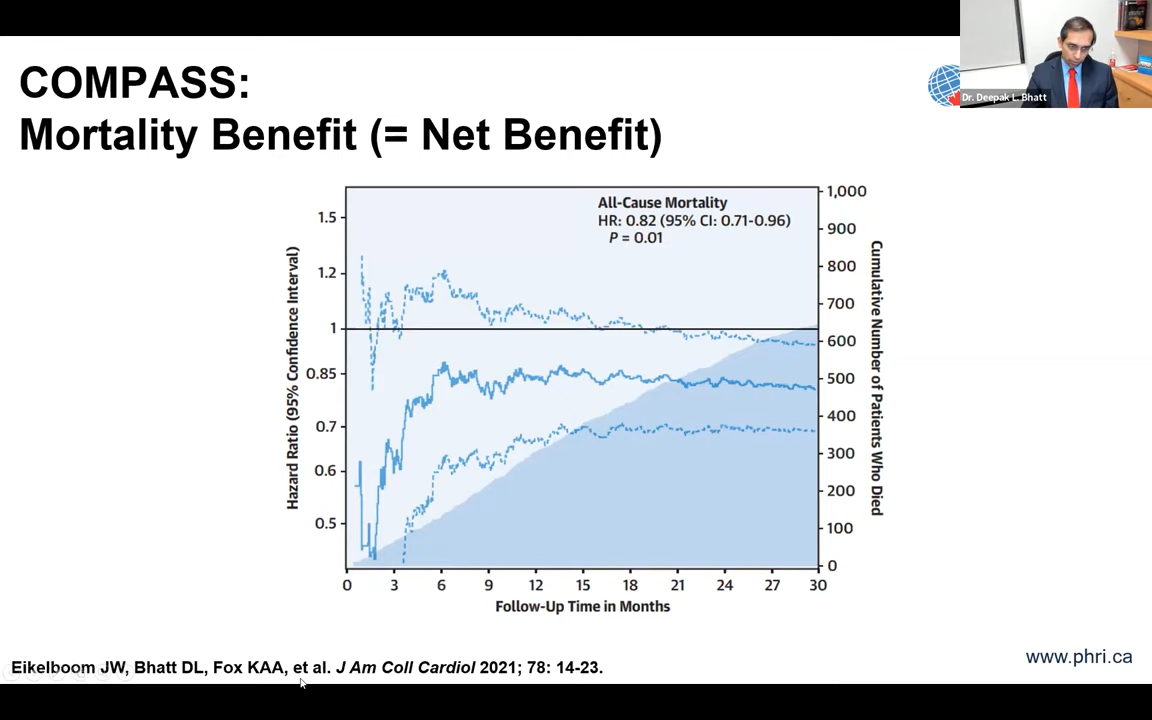 COMPASS:
Mortality Benefit (= Net Benefit)
Dr. Deepak L. Bhatt
All-Cause Mortality
HR: 0.82 (95% CI: 0.71-0.96)
P = 0.01
Hazard Ratio (95% Confidence Interval)
1.5
1.2
1
0.85
0.7
0.6
0.5
1,000
900
800
700
600
500
400
300
200
100
0
Cumulative Number of Patients Who Died
0 3 6 9 12 15 18 21 24 27 30
Follow-Up Time in Months
www.phri.ca
Eikelboom JW, Bhatt DL, Fox KAA, et al. J Am Coll Cardiol 2021; 78: 14-23.